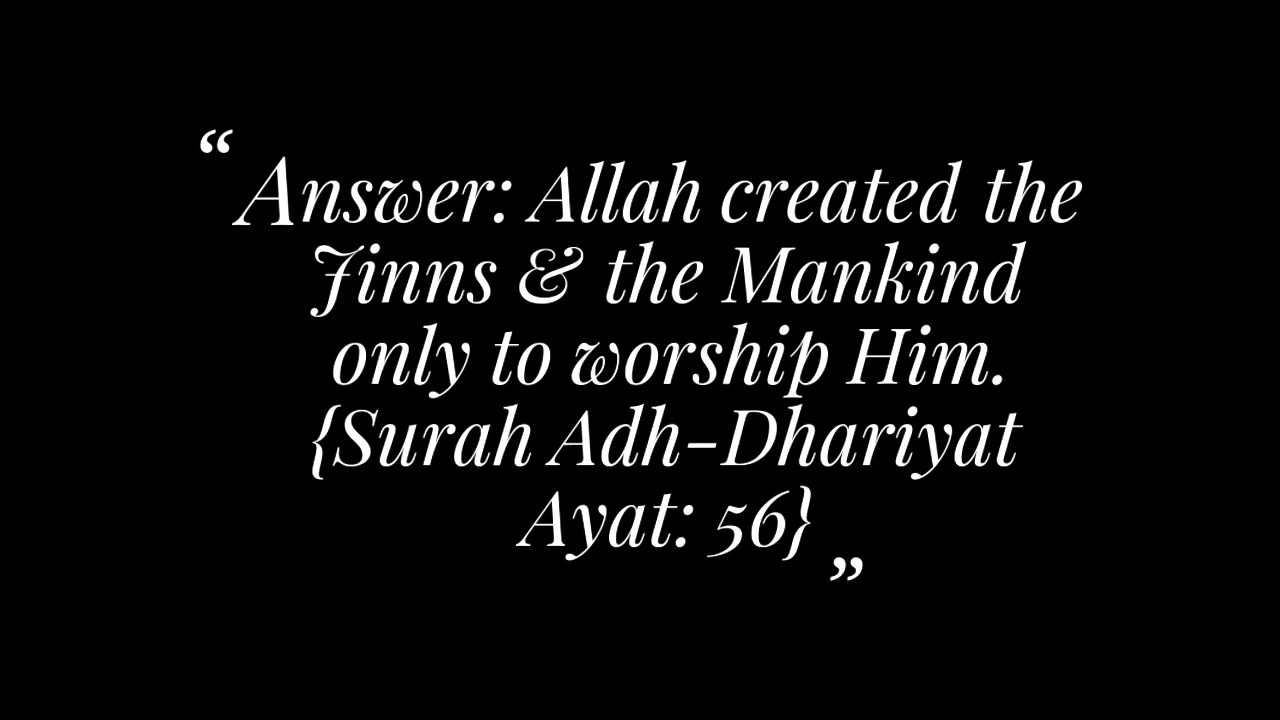 “Answer: Allah created the
Jinns & the Mankind
only to worship Him.
{Surah Adh-Dhariyat
Ayat: 56}”